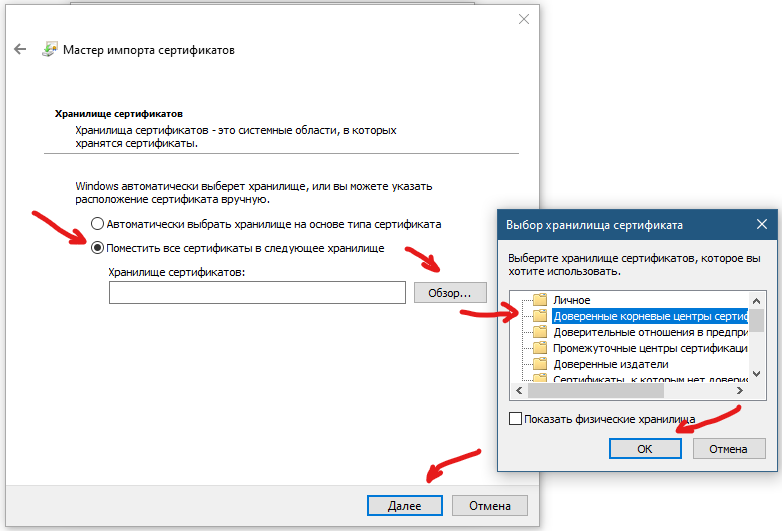 Мастер импорта сертификатов
Хранилище сертификатов
Хранилища сертификатов - это системные области, в которых
хранятся сертификаты.
Windows автоматически выберет хранилище, или вы можете указать
расположение сертификата вручную.
Автоматически выбрать хранилище на основе типа сертификата
Поместить все сертификаты в следующее хранилище
Хранилище сертификатов:
Обзор...
Далее
Отмена
Выбор хранилища сертификата
Выберите хранилище сертификатов, которое вы
хотите использовать.
Личное
Доверенные корневые центры серти
Доверительные отношения в предпри
Промежуточные центры сертификаци
Доверенные издатели
Сертификаты, к которым нет доверия
Показать физические хранилища
ОК
Отмена